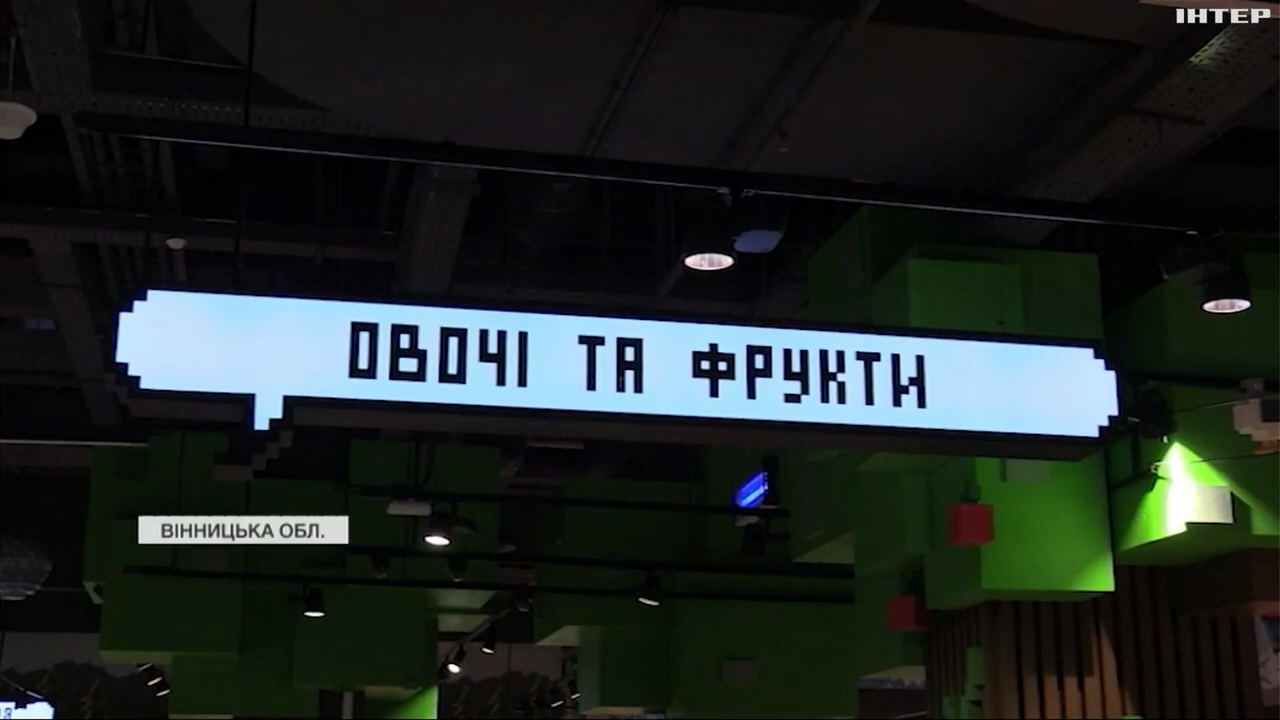 ІНТЕР
ОВОЧІ ТА ФРУКТИ
ВІННИЦЬКА ОБЛ.